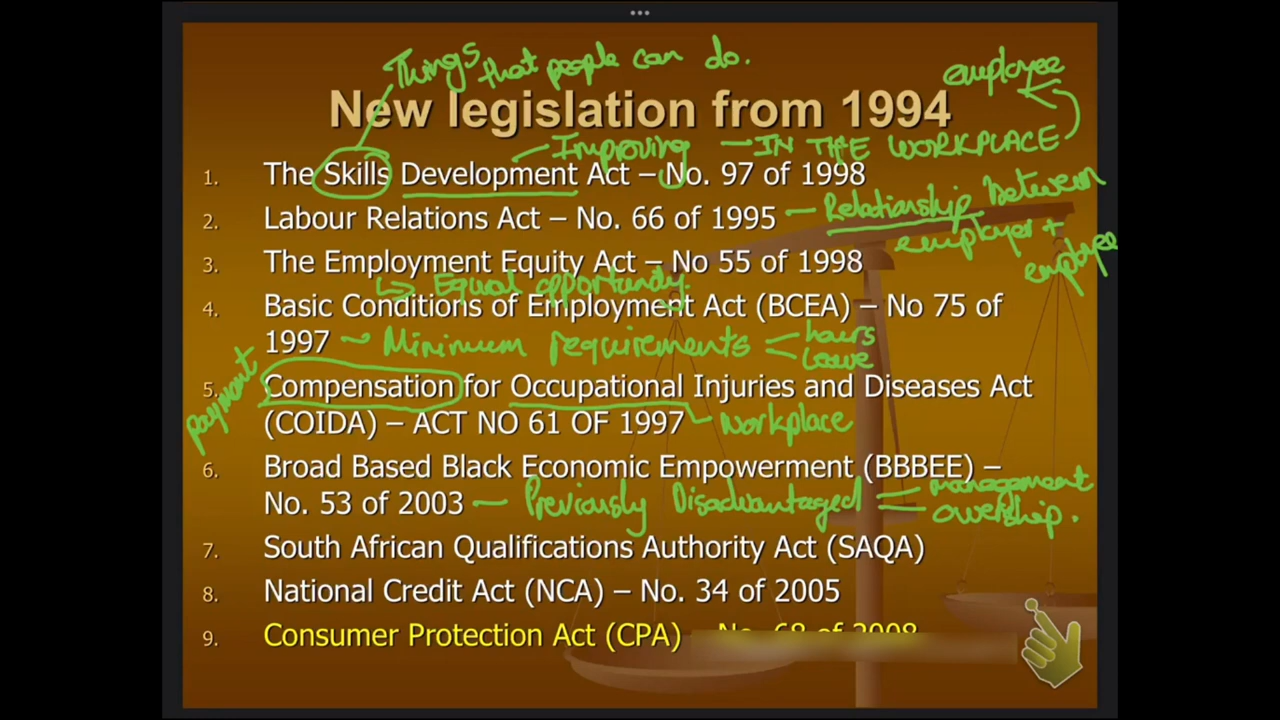 Things that people can do.
employee
New legislation from 1994
Improving – IN THE WORKPLACE
1. The Skills Development Act – No. 97 of 1998
2. Labour Relations Act – No. 66 of 1995 – Relationship Between
employer + employee
3. The Employment Equity Act – No 55 of 1998
Equal opportunity.
4. Basic Conditions of Employment Act (BCEA) – No 75 of
1997 – Minimum requirements – hours
– Leave
payment
5. Compensation for Occupational Injuries and Diseases Act
(COIDA) – ACT NO 61 OF 1997 – workplace
6. Broad Based Black Economic Empowerment (BBBEE) –
No. 53 of 2003 – Previously Disadvantaged – management
– ownership.
7. South African Qualifications Authority Act (SAQA)
8. National Credit Act (NCA) – No. 34 of 2005
9. Consumer Protection Act (CPA) – No. 68 of 2008